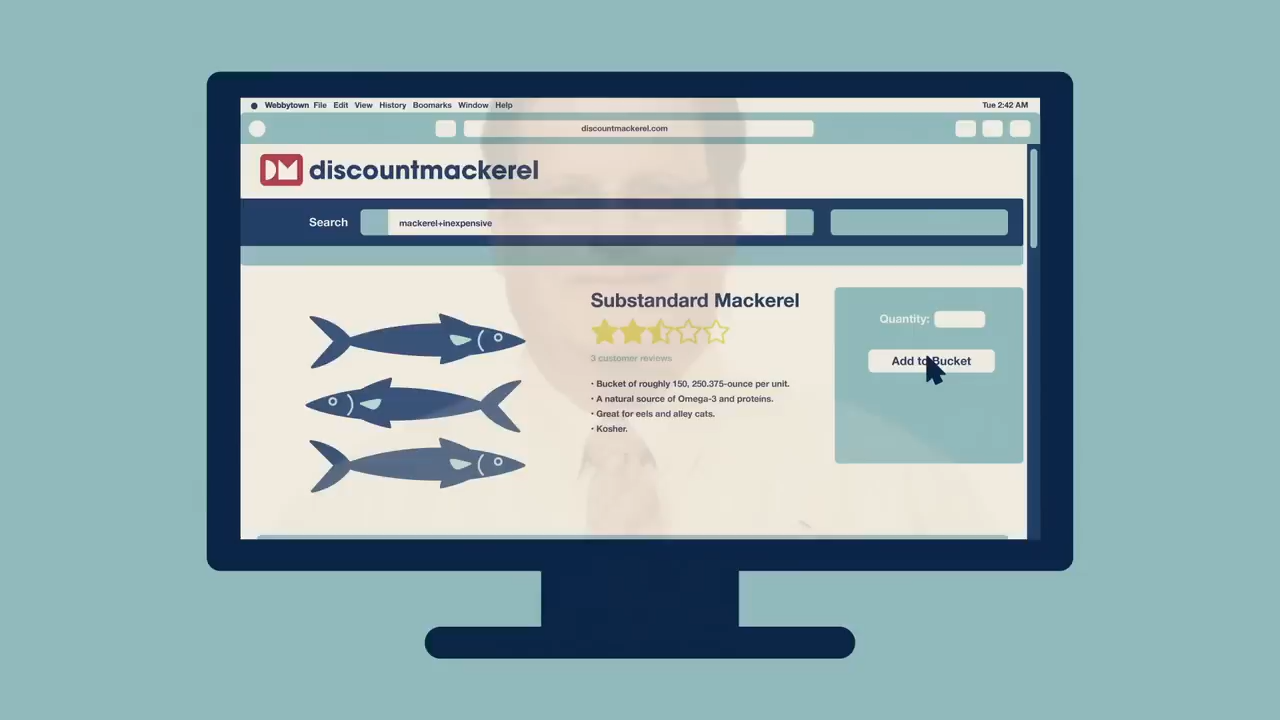 Webbytown File Edit View History Boomarks Window Help Tue 2:42 AM
discountmackerel.com
DM discountmackerel
Search mackerel+inexpensive
Substandard Mackerel
3 customer reviews
• Bucket of roughly 150, 250.375-ounce per unit.
• A natural source of Omega-3 and proteins.
• Great for eels and alley cats.
• Kosher.
Quantity:
Add to Bucket